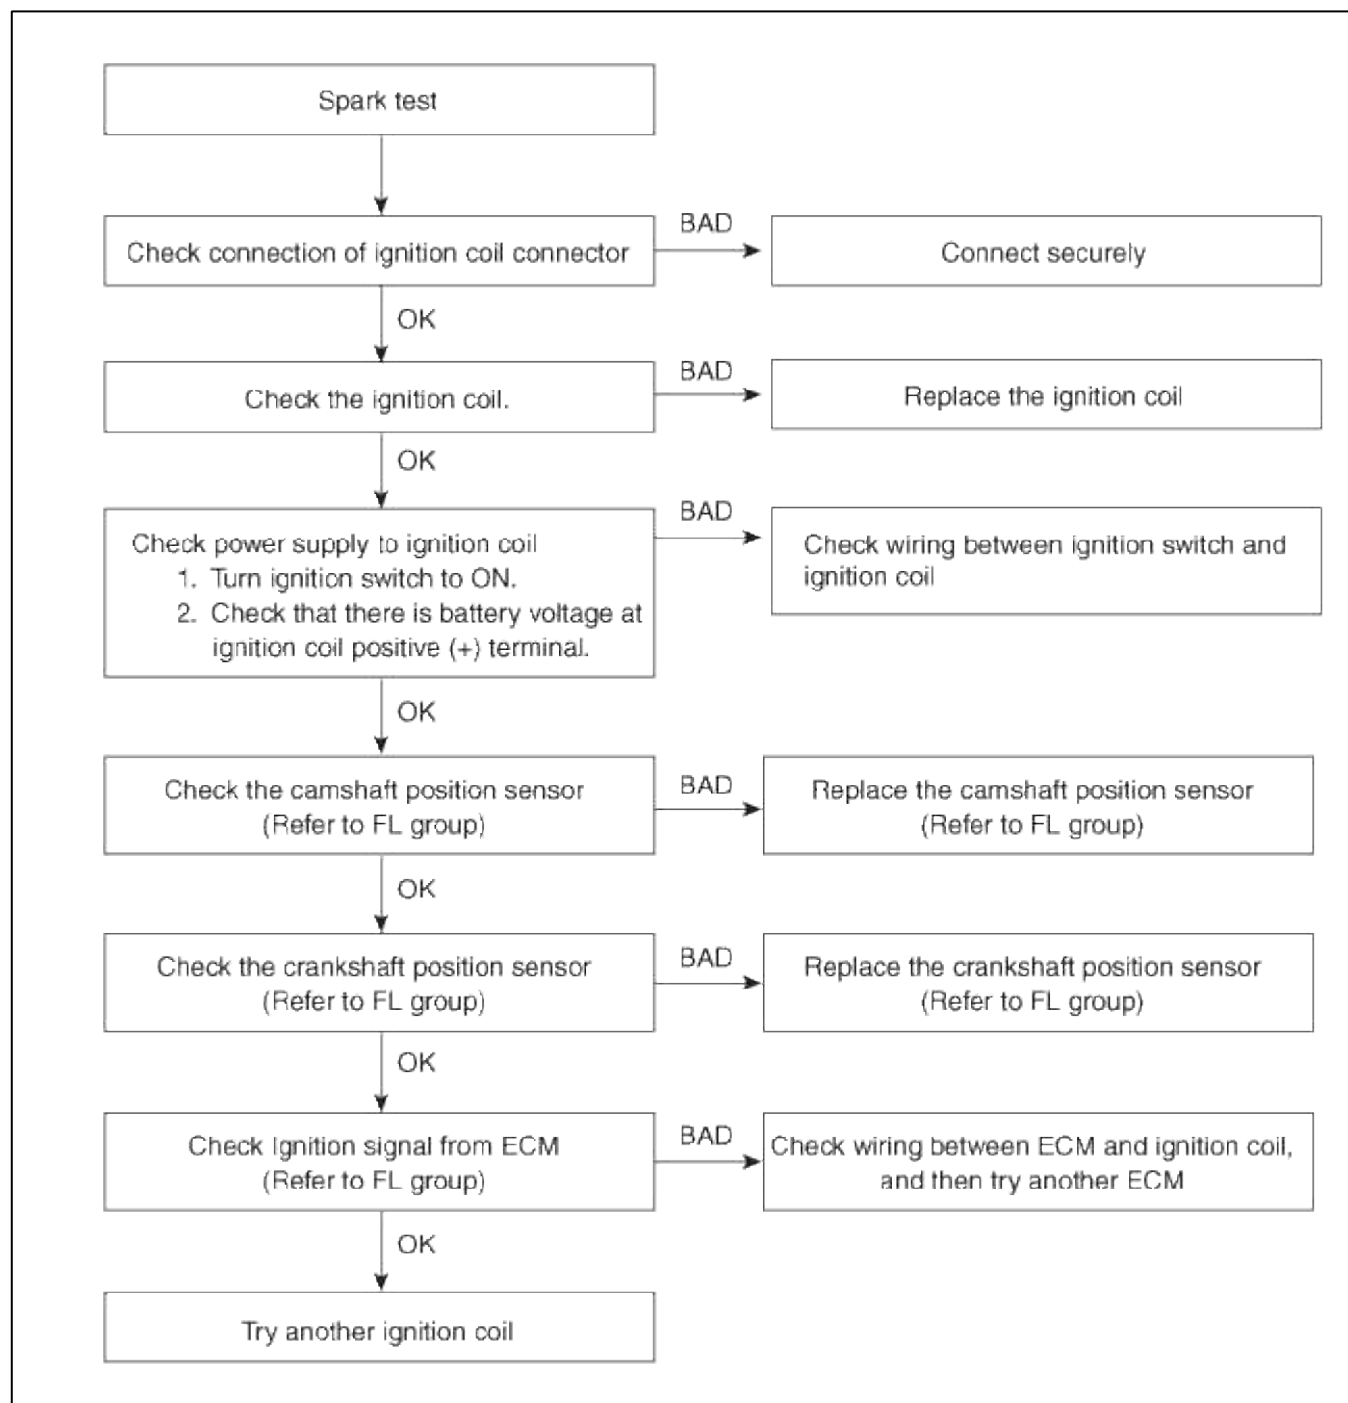 Spark test
BAD
Check connection of ignition coil connector
Connect securely
OK
BAD
Check the ignition coil.
Replace the ignition coil
OK
BAD
Check power supply to ignition coil
1. Turn ignition switch to ON.
2. Check that there is battery voltage at
ignition coil positive (+) terminal.
Check wiring between ignition switch and
ignition coil
OK
Check the camshaft position sensor
(Refer to FL group)
BAD
Replace the camshaft position sensor
(Refer to FL group)
OK
Check the crankshaft position sensor
(Refer to FL group)
BAD
Replace the crankshaft position sensor
(Refer to FL group)
OK
Check Ignition signal from ECM
(Refer to FL group)
BAD
Check wiring between ECM and ignition coil,
and then try another ECM
OK
Try another ignition coil